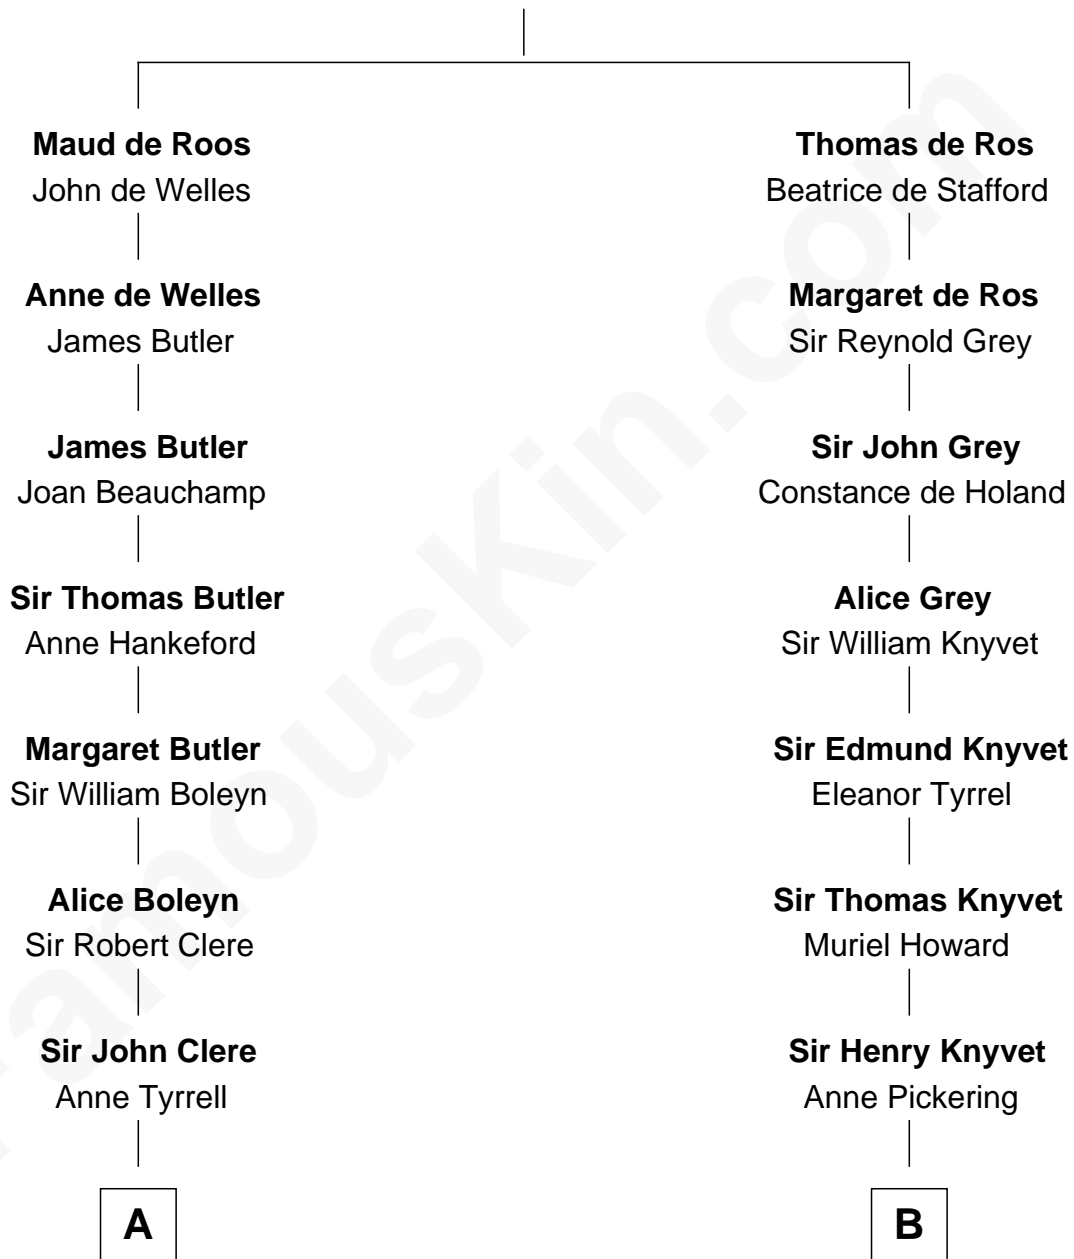 Maud de Roos
John de Welles
Thomas de Ros
Beatrice de Stafford
Anne de Welles
James Butler
Margaret de Ros
Sir Reynold Grey
James Butler
Joan Beauchamp
Sir John Grey
Constance de Holand
Sir Thomas Butler
Anne Hankeford
Alice Grey
Sir William Knyvet
Margaret Butler
Sir William Boleyn
Sir Edmund Knyvet
Eleanor Tyrrel
Alice Boleyn
Sir Robert Clere
Sir Thomas Knyvet
Muriel Howard
Sir John Clere
Anne Tyrrell
Sir Henry Knyvet
Anne Pickering
A
B
FamousKin.com